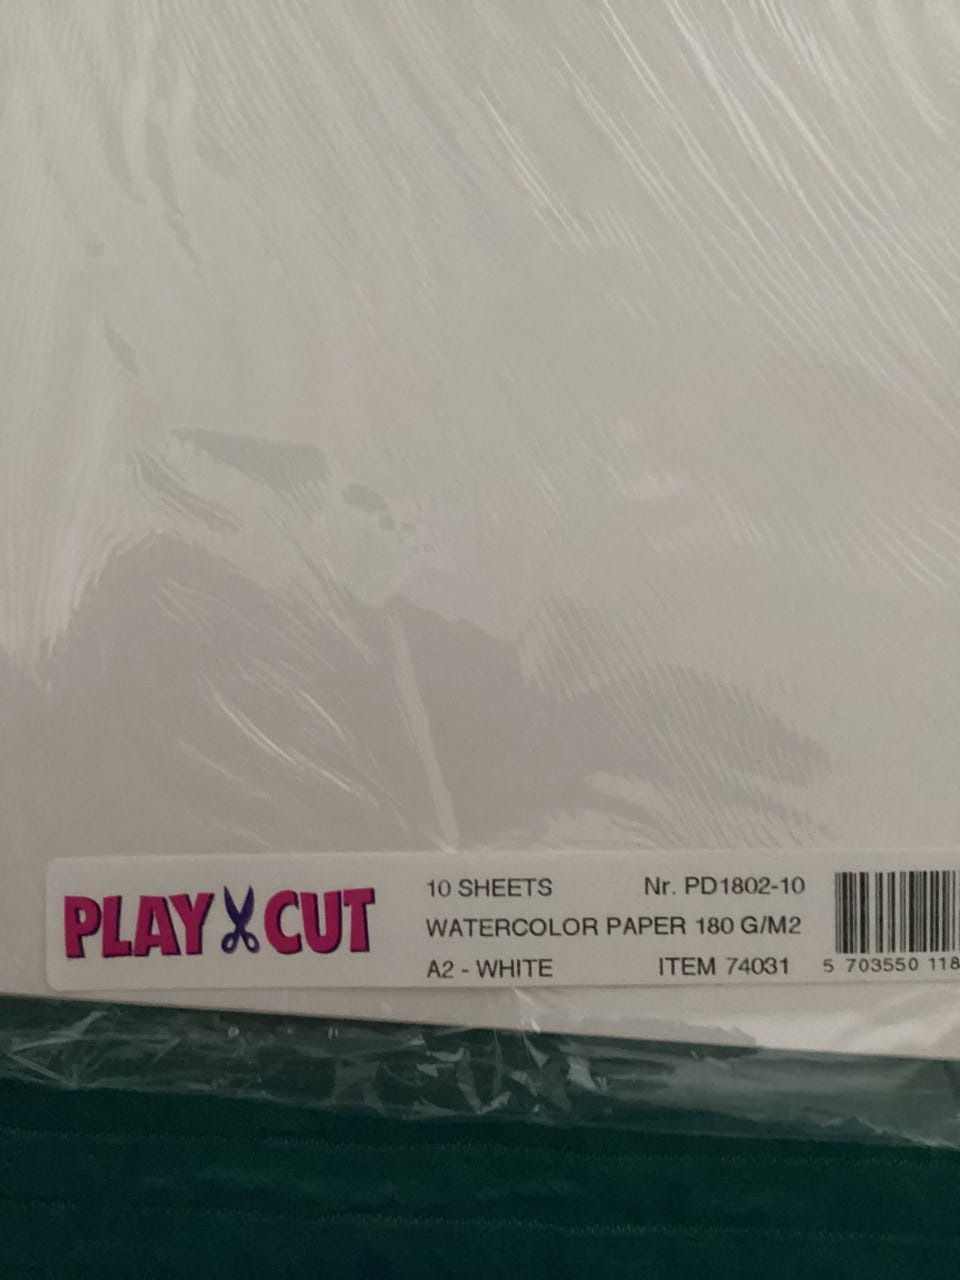 PLAY CUT
10 SHEETS Nr. PD1802-10
WATERCOLOR PAPER 180 G/M2
A2 - WHITE ITEM 74031
5 703550 118